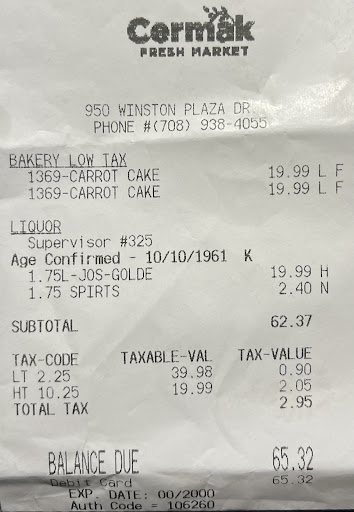 Cermak
FRESH MARKET
950 WINSTON PLAZA DR
PHONE #(708) 938-4055
BAKERY LOW TAX
1369-CARROT CAKE 19.99 L F
1369-CARROT CAKE 19.99 L F
LIQUOR
Supervisor #325
Age Confirmed - 10/10/1961 K
1.75L-JOS-GOLDE 19.99 H
1.75 SPIRTS 2.40 N
SUBTOTAL 62.37
TAX-CODE TAXABLE-VAL TAX-VALUE
LT 2.25 39.98 0.90
HT 10.25 19.99 2.05
TOTAL TAX 2.95
BALANCE DUE 65.32
Debit Card 65.32
EXP. DATE: 00/2000
Auth Code = 106260